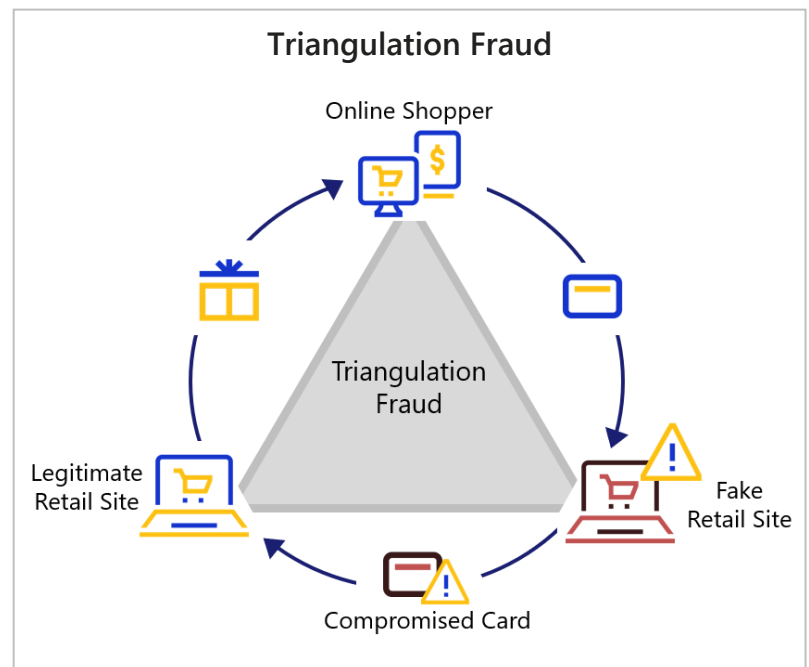 Triangulation Fraud
Online Shopper
$
Triangulation
Fraud
Legitimate
Retail Site
!
Fake
Retail Site
!
Compromised Card